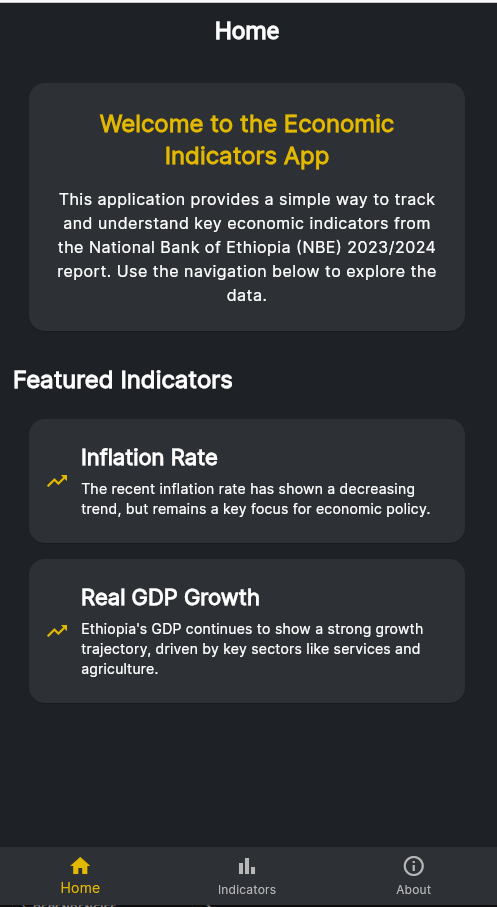 Home
Welcome to the Economic
Indicators App
This application provides a simple way to track
and understand key economic indicators from
the National Bank of Ethiopia (NBE) 2023/2024
report. Use the navigation below to explore the
data.
Featured Indicators
Inflation Rate
The recent inflation rate has shown a decreasing
trend, but remains a key focus for economic policy.
Real GDP Growth
Ethiopia's GDP continues to show a strong growth
trajectory, driven by key sectors like services and
agriculture.
Home
Indicators
About